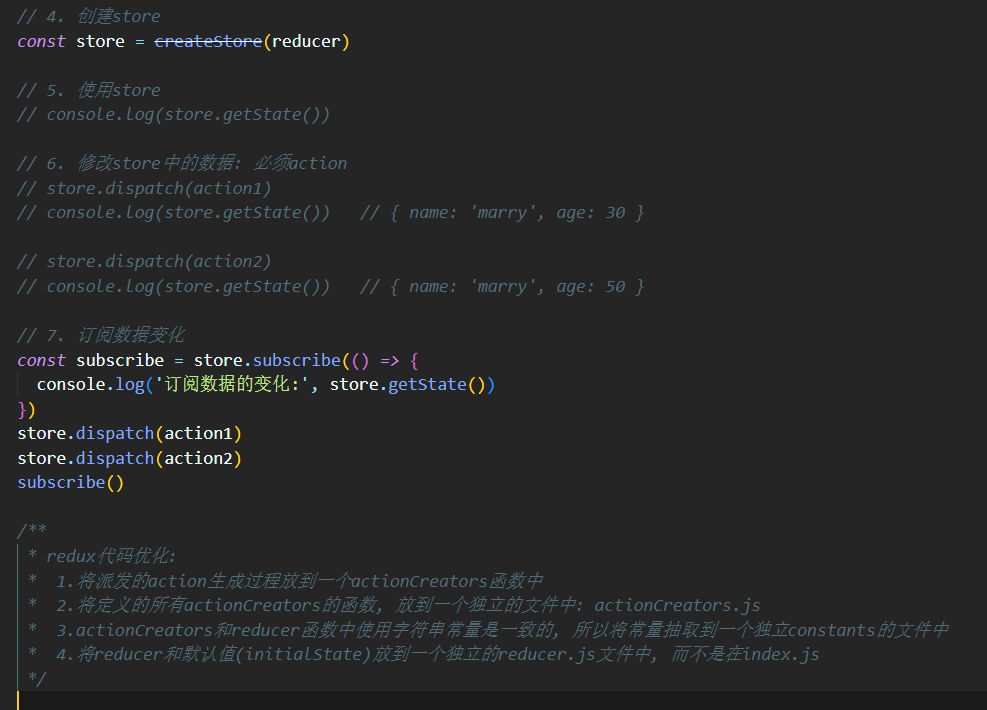 // 4. 创建store
const store = createStore(reducer)
// 5. 使用store
// console.log(store.getState())
// 6. 修改store中的数据: 必须action
// store.dispatch(action1)
// console.log(store.getState())   // { name: 'marry', age: 30 }
// store.dispatch(action2)
// console.log(store.getState())   // { name: 'marry', age: 50 }
// 7. 订阅数据变化
const subscribe = store.subscribe(() => {
  console.log('订阅数据的变化:', store.getState())
})
store.dispatch(action1)
store.dispatch(action2)
subscribe()
/**
 * redux代码优化:
 *  1.将派发的action生成过程放到一个actionCreators函数中
 *  2.将定义的所有actionCreators的函数, 放到一个独立的文件中: actionCreators.js
 *  3.actionCreators和reducer函数中使用字符串常量是一致的, 所以将常量抽取到一个独立constants的文件中
 *  4.将reducer和默认值(initialState)放到一个独立的reducer.js文件中, 而不是在index.js
 */